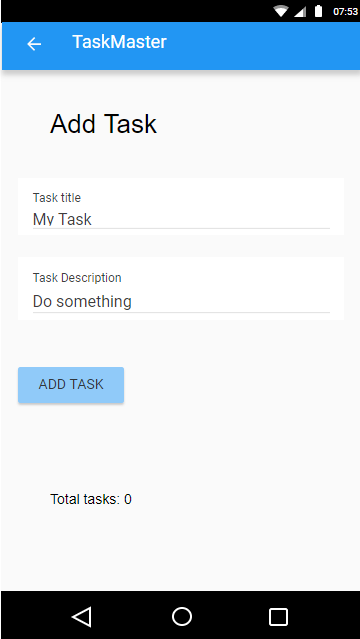 07:53
TaskMaster
Add Task
Task title
My Task
Task Description
Do something
ADD TASK
Total tasks: 0